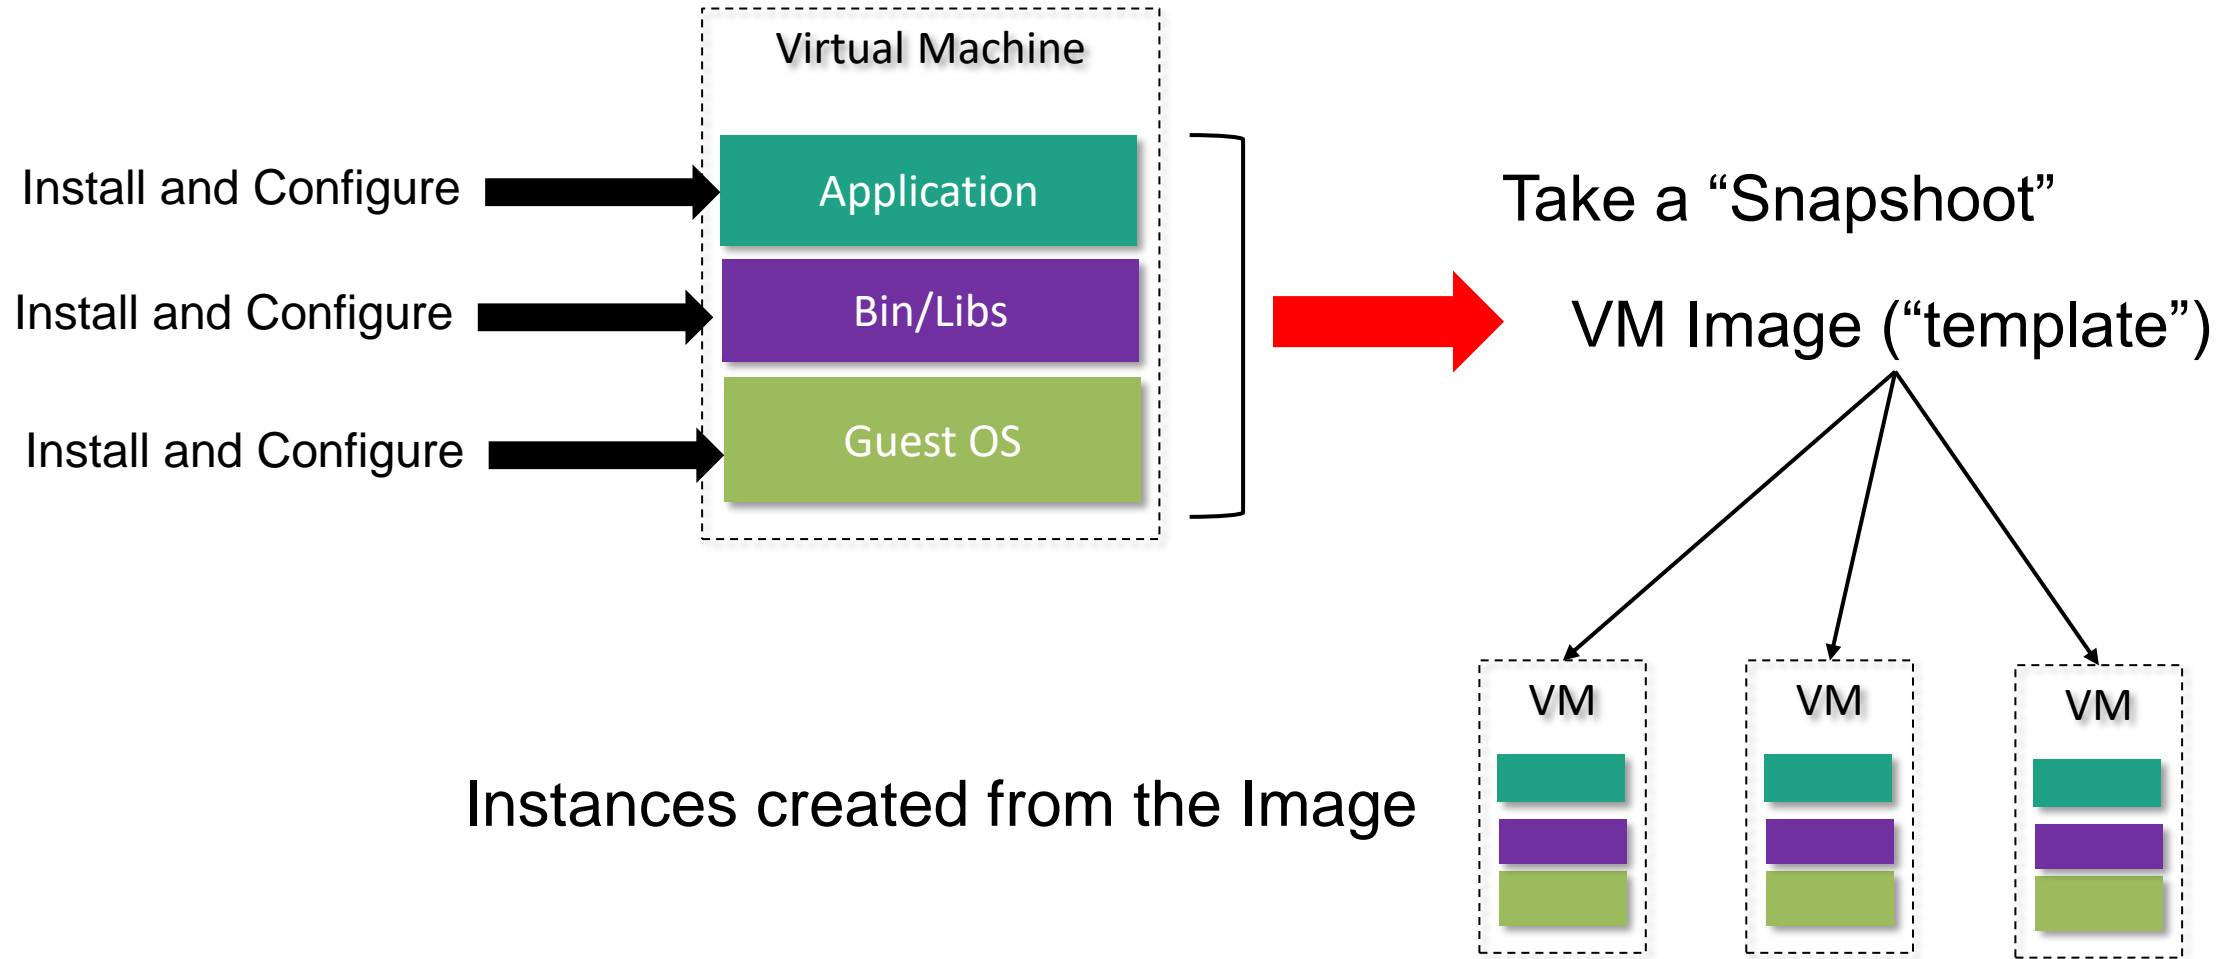 Virtual Machine
Install and Configure
Application
Install and Configure
Bin/Libs
Install and Configure
Guest OS
Take a “Snapshoot”
VM Image (“template”)
VM
VM
VM
Instances created from the Image